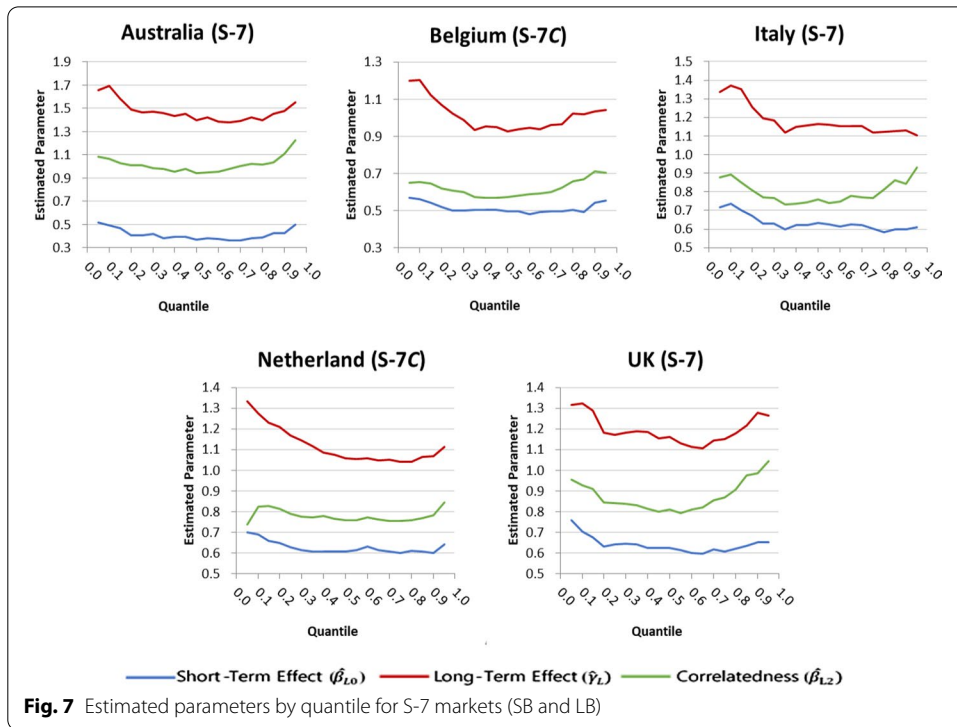 Australia (S-7)
Estimated Parameter
1.9
1.7
1.5
1.3
1.1
0.9
0.7
0.5
0.3
0.0 0.1 0.2 0.3 0.4 0.5 0.6 0.7 0.8 0.9 1.0
Quantile
Belgium (S-7C)
Estimated Parameter
1.3
1.1
0.9
0.7
0.5
0.3
0.0 0.1 0.2 0.3 0.4 0.5 0.6 0.7 0.8 0.9 1.0
Quantile
Italy (S-7)
Estimated Parameter
1.5
1.4
1.3
1.2
1.1
1.0
0.9
0.8
0.7
0.6
0.5
0.0 0.1 0.2 0.3 0.4 0.5 0.6 0.7 0.8 0.9 1.0
Quantile
Netherland (S-7C)
Estimated Parameter
1.4
1.3
1.2
1.1
1.0
0.9
0.8
0.7
0.6
0.5
0.0 0.1 0.2 0.3 0.4 0.5 0.6 0.7 0.8 0.9 1.0
Quantile
UK (S-7)
Estimated Parameter
1.4
1.3
1.2
1.1
1.0
0.9
0.8
0.7
0.6
0.5
0.0 0.1 0.2 0.3 0.4 0.5 0.6 0.7 0.8 0.9 1.0
Quantile
Short-Term Effect (β̂L0) Long-Term Effect (γ̂L) Correlatedness (β̂L2)
Fig. 7 Estimated parameters by quantile for S-7 markets (SB and LB)